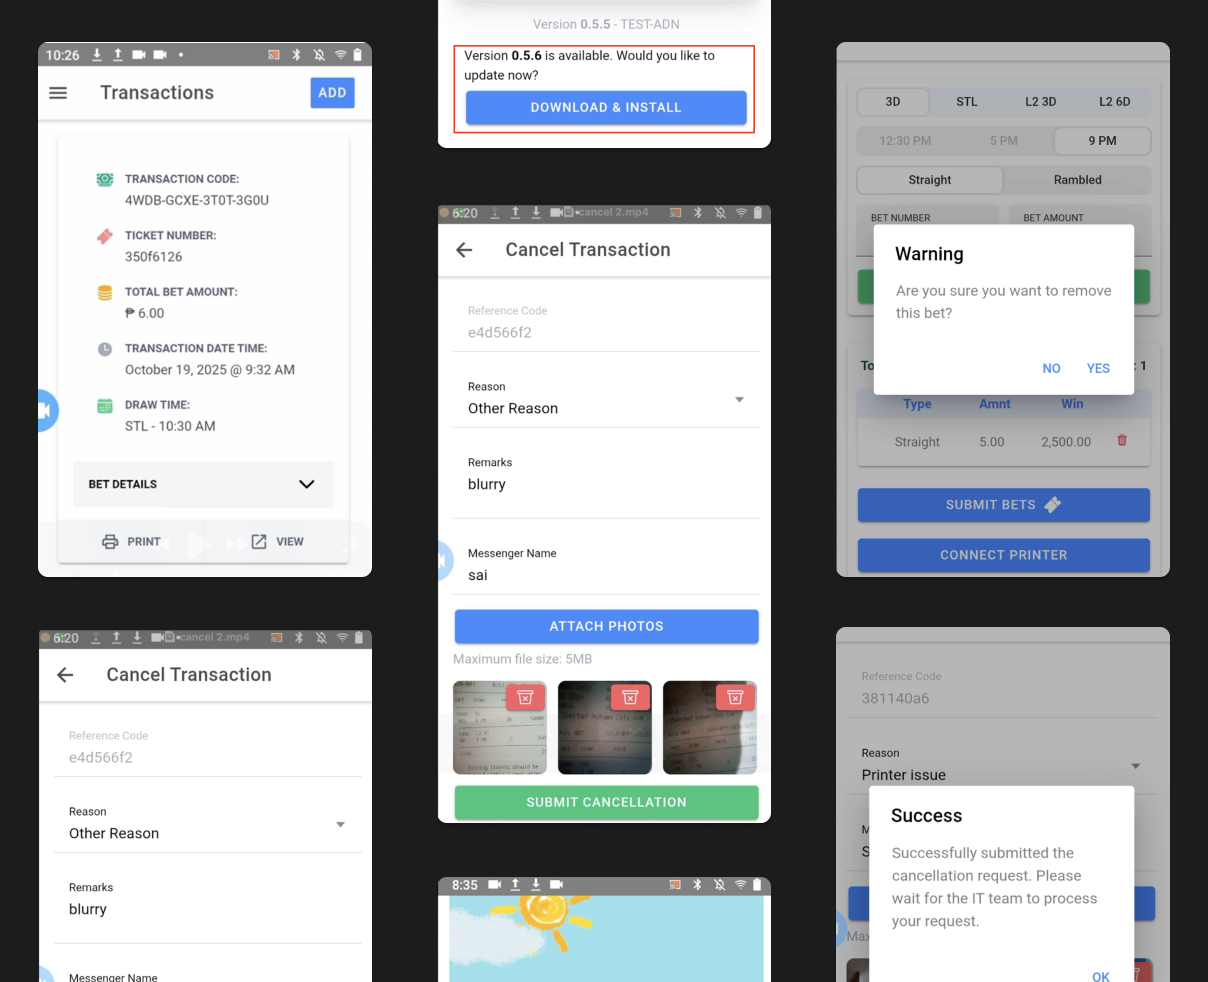 10:26
Transactions
ADD
TRANSACTION CODE:
4WDB-GCXE-3T0T-3G0U
TICKET NUMBER:
350f6126
TOTAL BET AMOUNT:
₱ 6.00
TRANSACTION DATE TIME:
October 19, 2025 @ 9:32 AM
DRAW TIME:
STL - 10:30 AM
BET DETAILS
PRINT
VIEW
6:20
cancel 2.mp4
Cancel Transaction
Reference Code
e4d566f2
Reason
Other Reason
Remarks
blurry
Messenger Name
Version 0.5.5 - TEST-ADN
Version 0.5.6 is available. Would you like to
update now?
DOWNLOAD & INSTALL
6:20
cancel 2.mp4
Cancel Transaction
Reference Code
e4d566f2
Reason
Other Reason
Remarks
blurry
Messenger Name
sai
ATTACH PHOTOS
Maximum file size: 5MB
SUBMIT CANCELLATION
8:35
3D STL L2 3D L2 6D
12:30 PM 5 PM 9 PM
Straight Rambled
BET NUMBER BET AMOUNT
Warning
Are you sure you want to remove
this bet?
NO YES
To : 1
Type Amnt Win
Straight 5.00 2,500.00
SUBMIT BETS
CONNECT PRINTER
Reference Code
381140a6
Reason
Printer issue
M
S
Success
Successfully submitted the
cancellation request. Please
wait for the IT team to process
your request.
Max
OK